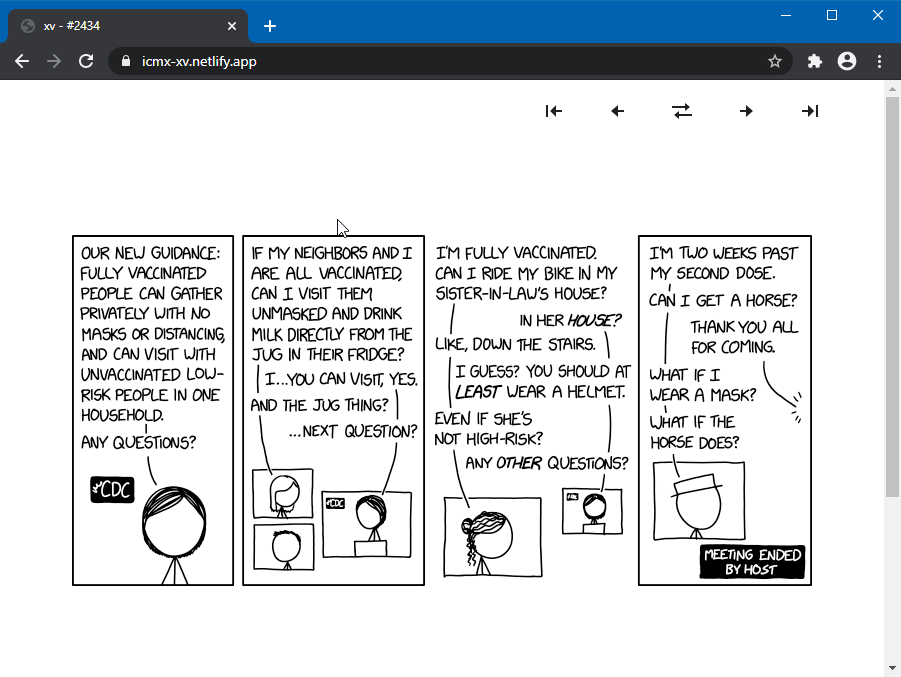 xv - #2434
icmx-xv.netlify.app
OUR NEW GUIDANCE:
FULLY VACCINATED
PEOPLE CAN GATHER
PRIVATELY WITH NO
MASKS OR DISTANCING,
AND CAN VISIT WITH
UNVACCINATED LOW-
RISK PEOPLE IN ONE
HOUSEHOLD.
ANY QUESTIONS?
CDC
IF MY NEIGHBORS AND I
ARE ALL VACCINATED,
CAN I VISIT THEM
UNMASKED AND DRINK
MILK DIRECTLY FROM THE
JUG IN THEIR FRIDGE?
I...YOU CAN VISIT, YES.
AND THE JUG THING?
...NEXT QUESTION?
CDC
I'M FULLY VACCINATED.
CAN I RIDE MY BIKE IN MY
SISTER-IN-LAW'S HOUSE?
IN HER HOUSE?
LIKE, DOWN THE STAIRS.
I GUESS? YOU SHOULD AT
LEAST WEAR A HELMET.
EVEN IF SHE'S
NOT HIGH-RISK?
ANY OTHER QUESTIONS?
I'M TWO WEEKS PAST
MY SECOND DOSE.
CAN I GET A HORSE?
THANK YOU ALL
FOR COMING.
WHAT IF I
WEAR A MASK?
WHAT IF THE
HORSE DOES?
MEETING ENDED
BY HOST